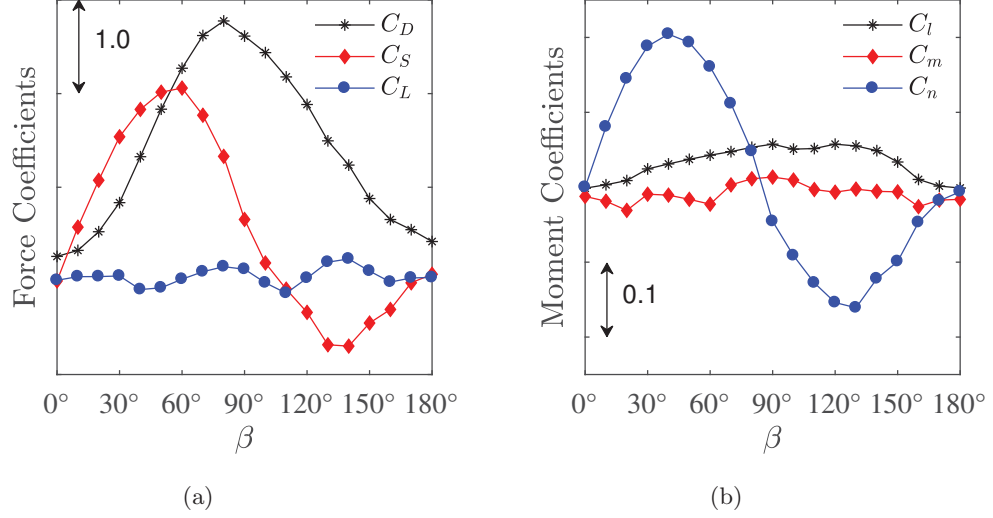 1.0
C_D
C_S
C_L
Force Coefficients
0° 30° 60° 90° 120° 150° 180°
β
(a)
C_l
C_m
C_n
Moment Coefficients
0.1
0° 30° 60° 90° 120° 150° 180°
β
(b)